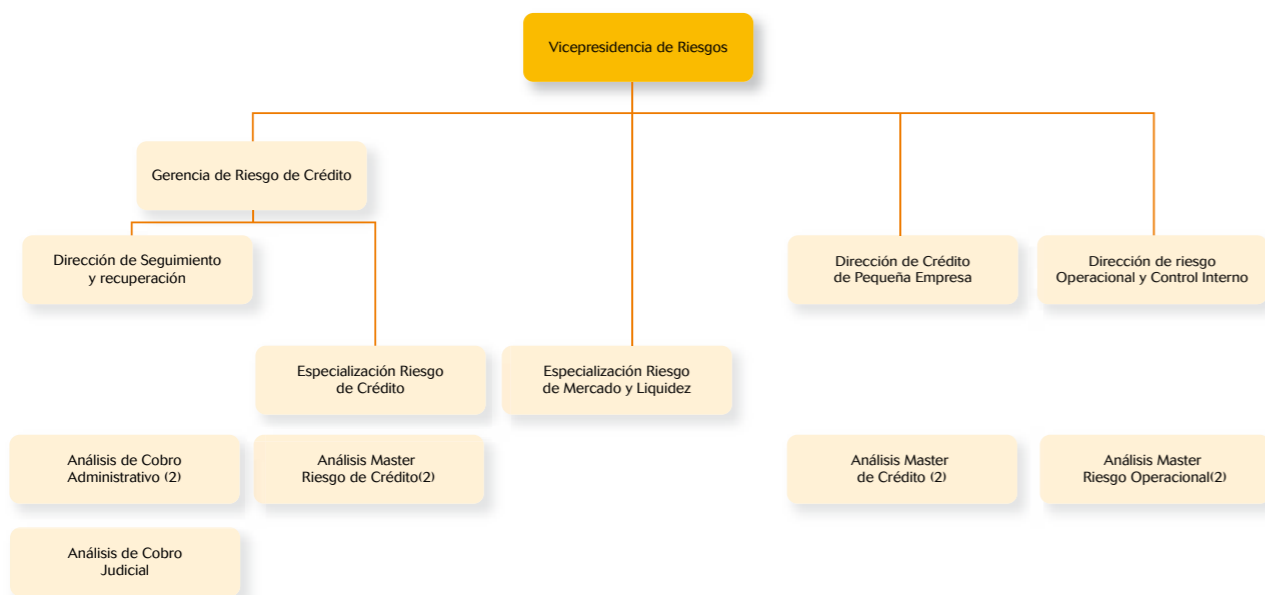 Vicepresidencia de Riesgos
Gerencia de Riesgo de Crédito
Dirección de Seguimiento
y recuperación
Dirección de Crédito
de Pequeña Empresa
Dirección de riesgo
Operacional y Control Interno
Especialización Riesgo
de Crédito
Especialización Riesgo
de Mercado y Liquidez
Análisis de Cobro
Administrativo (2)
Análisis Master
Riesgo de Crédito(2)
Análisis Master
de Crédito (2)
Análisis Master
Riesgo Operacional(2)
Análisis de Cobro
Judicial